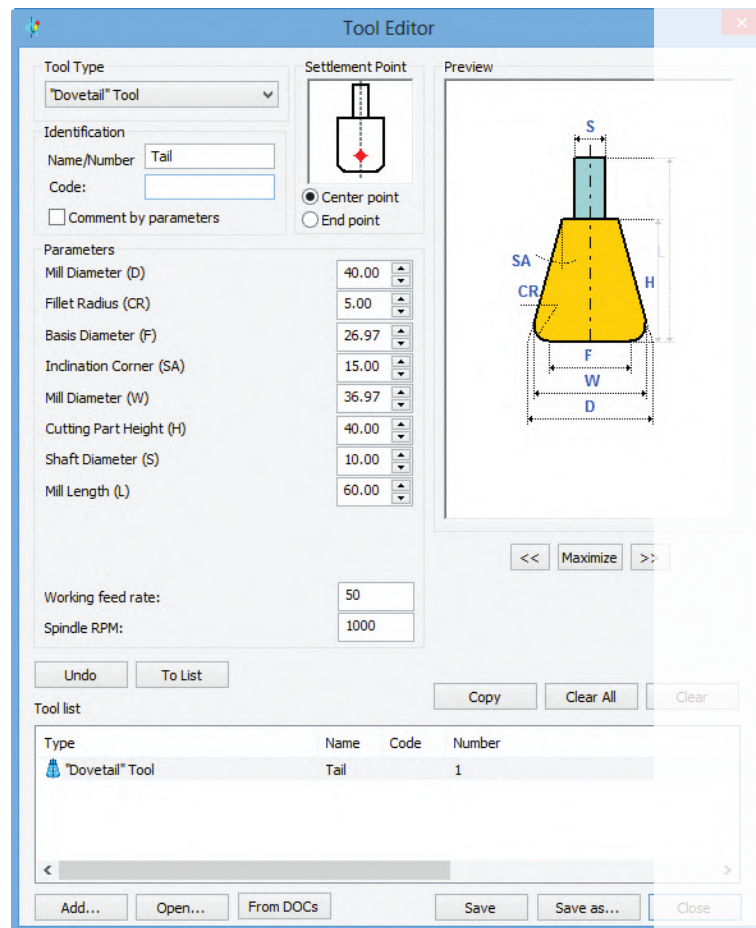 Tool Editor
Tool Type
"Dovetail" Tool
Identification
Name/Number Tail
Code:
Comment by parameters
Settlement Point
Center point
End point
Preview
S
L
SA
H
CR
F
W
D
Parameters
Mill Diameter (D) 40.00
Fillet Radius (CR) 5.00
Basis Diameter (F) 26.97
Inclination Corner (SA) 15.00
Mill Diameter (W) 36.97
Cutting Part Height (H) 40.00
Shaft Diameter (S) 10.00
Mill Length (L) 60.00
<< Maximize >>
Working feed rate: 50
Spindle RPM: 1000
Undo To List
Copy Clear All Clear
Tool list
Type Name Code Number
"Dovetail" Tool Tail 1
Add... Open... From DOCs Save Save as... Close